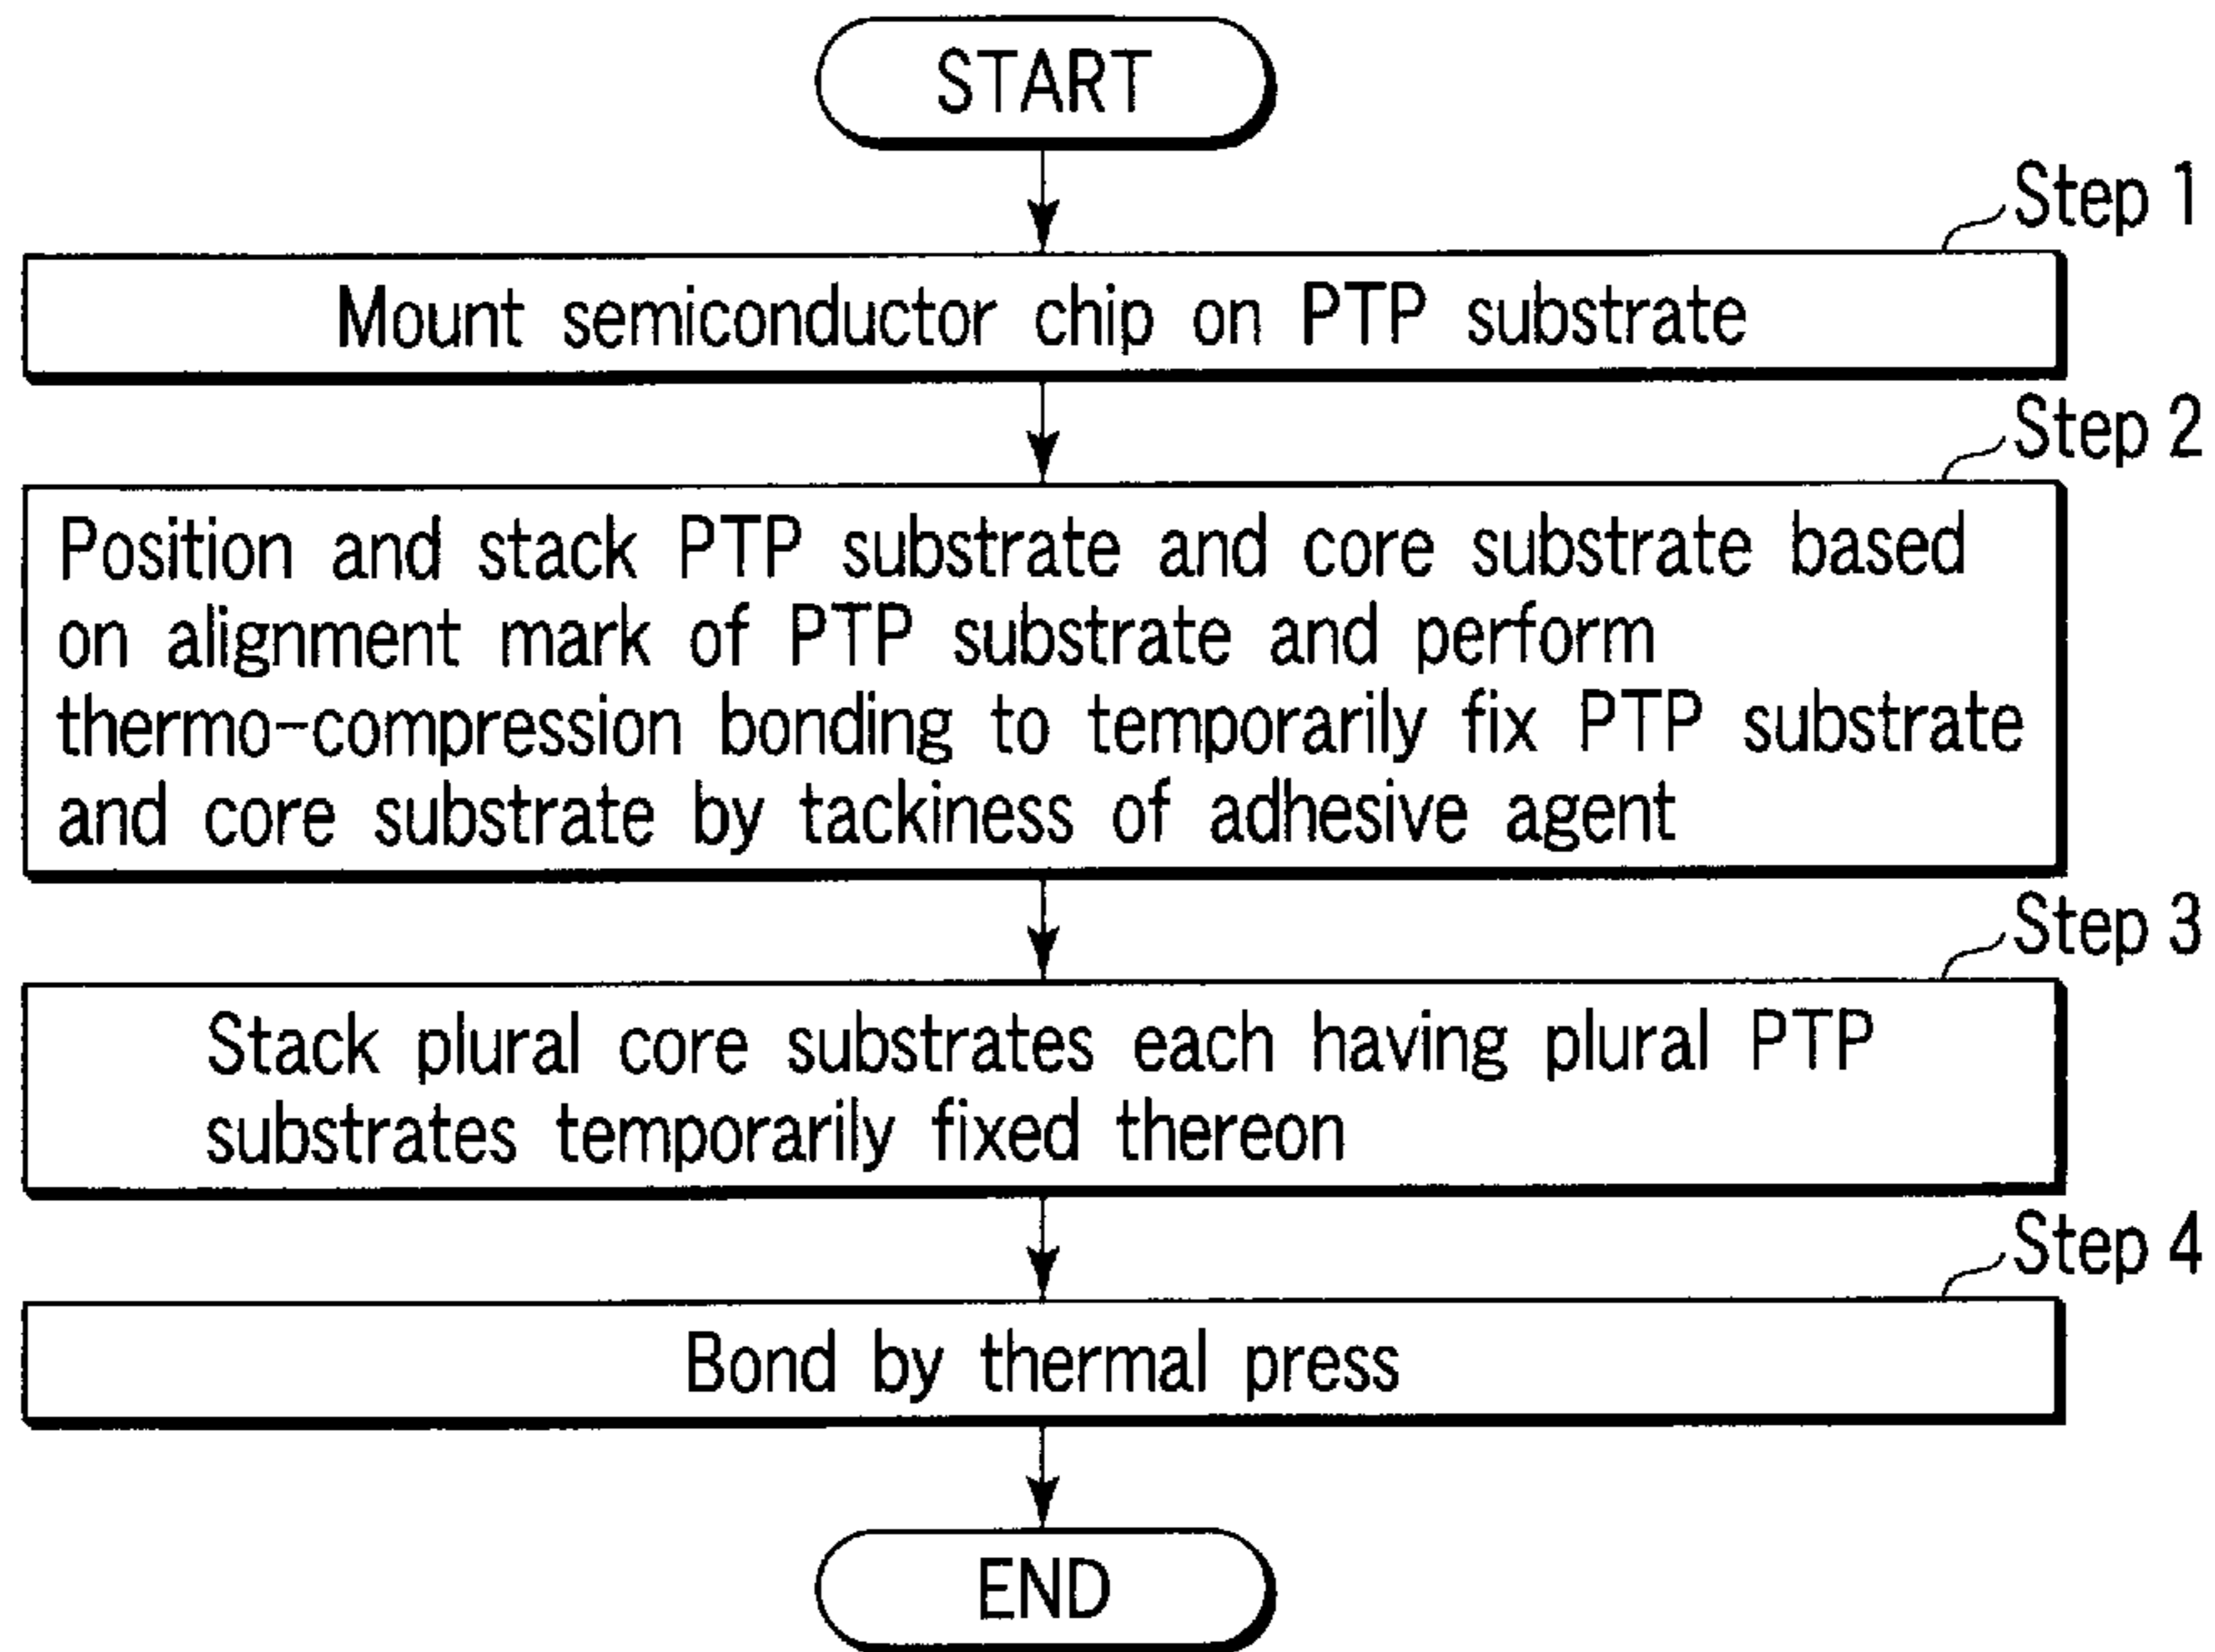 START
Step 1
Mount semiconductor chip on PTP substrate
Step 2
Position and stack PTP substrate and core substrate based
on alignment mark of PTP substrate and perform
thermo-compression bonding to temporarily fix PTP substrate
and core substrate by tackiness of adhesive agent
Step 3
Stack plural core substrates each having plural PTP
substrates temporarily fixed thereon
Step 4
Bond by thermal press
END